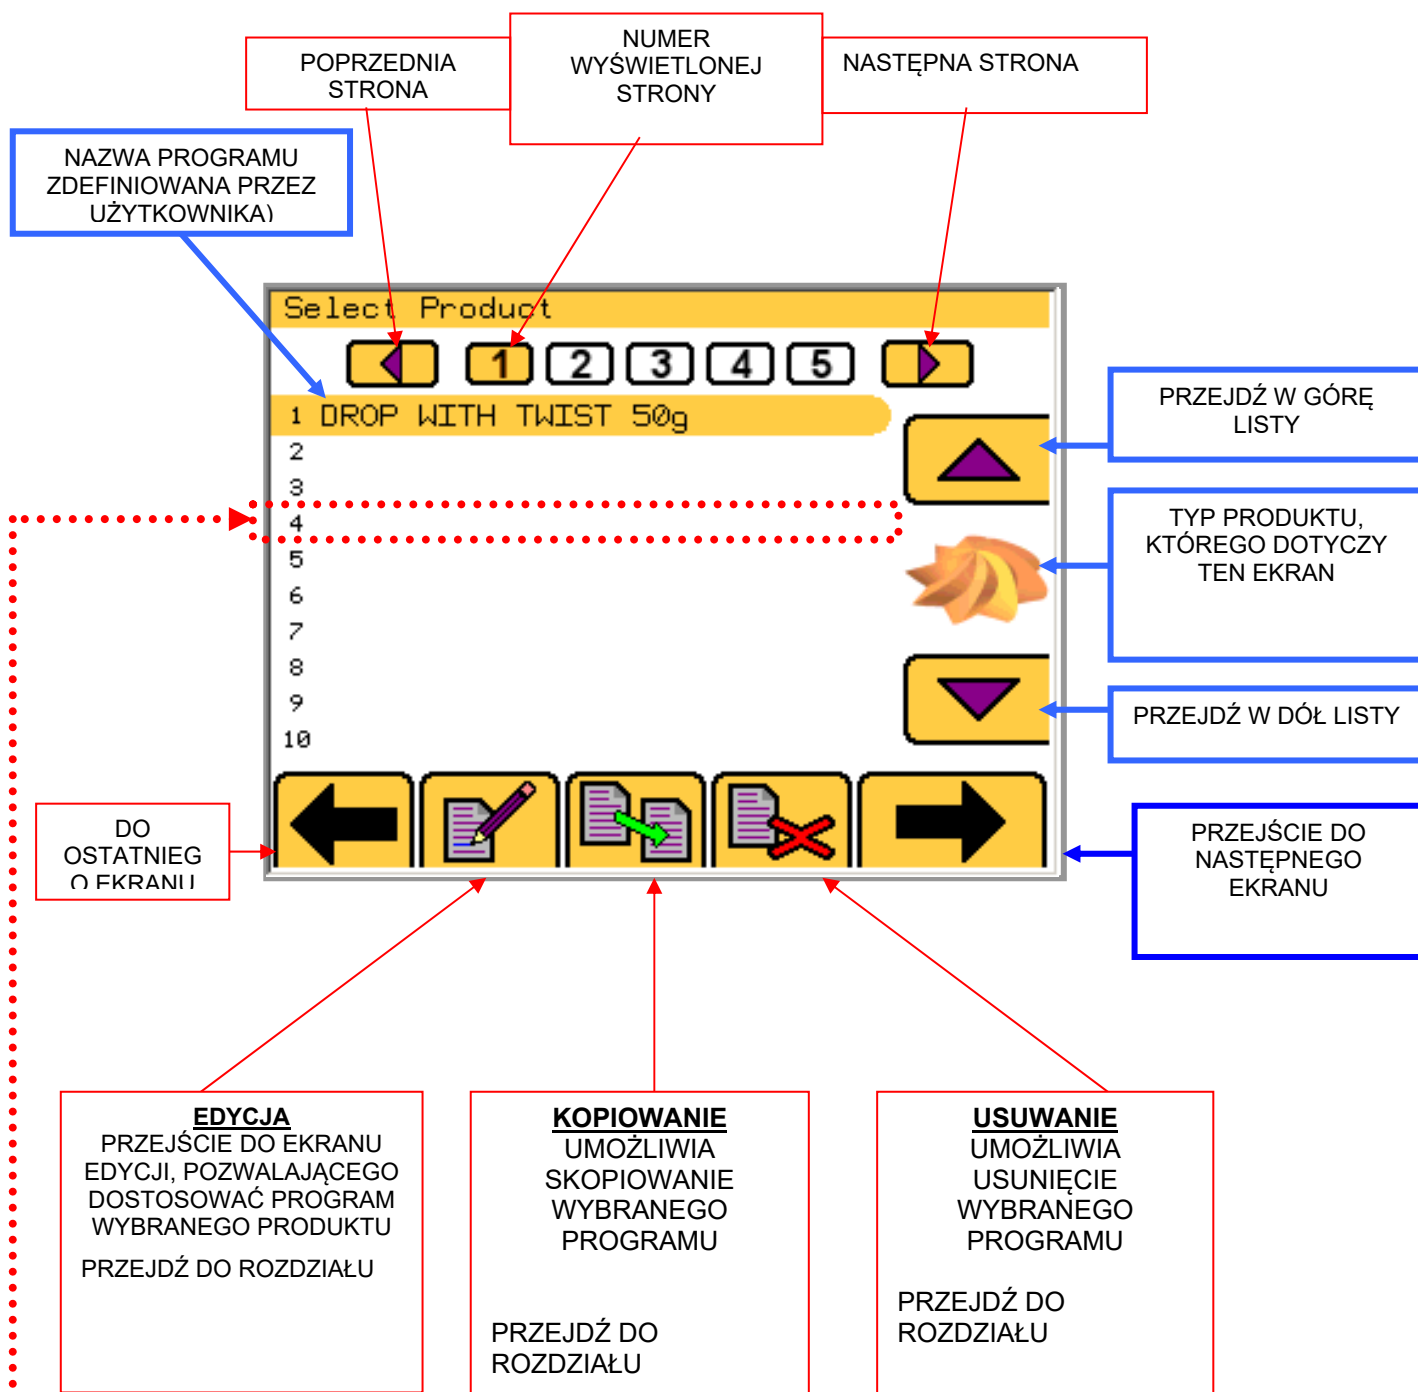 POPRZEDNIA
STRONA
NUMER
WYŚWIETLONEJ
STRONY
NASTĘPNA STRONA
NAZWA PROGRAMU
ZDEFINIOWANA PRZEZ
UŻYTKOWNIKA)
Select Product
1 2 3 4 5
1 DROP WITH TWIST 50g
2
3
4
5
6
7
8
9
10
PRZEJDŹ W GÓRĘ
LISTY
TYP PRODUKTU,
KTÓREGO DOTYCZY
TEN EKRAN
PRZEJDŹ W DÓŁ LISTY
DO
OSTATNIEG
O EKRANU
PRZEJŚCIE DO
NASTĘPNEGO
EKRANU
EDYCJA
PRZEJŚCIE DO EKRANU
EDYCJI, POZWALAJĄCEGO
DOSTOSOWAĆ PROGRAM
WYBRANEGO PRODUKTU
PRZEJDŹ DO ROZDZIAŁU
KOPIOWANIE
UMOŻLIWIA
SKOPIOWANIE
WYBRANEGO
PROGRAMU
PRZEJDŹ DO
ROZDZIAŁU
USUWANIE
UMOŻLIWIA
USUNIĘCIE
WYBRANEGO
PROGRAMU
PRZEJDŹ DO
ROZDZIAŁU